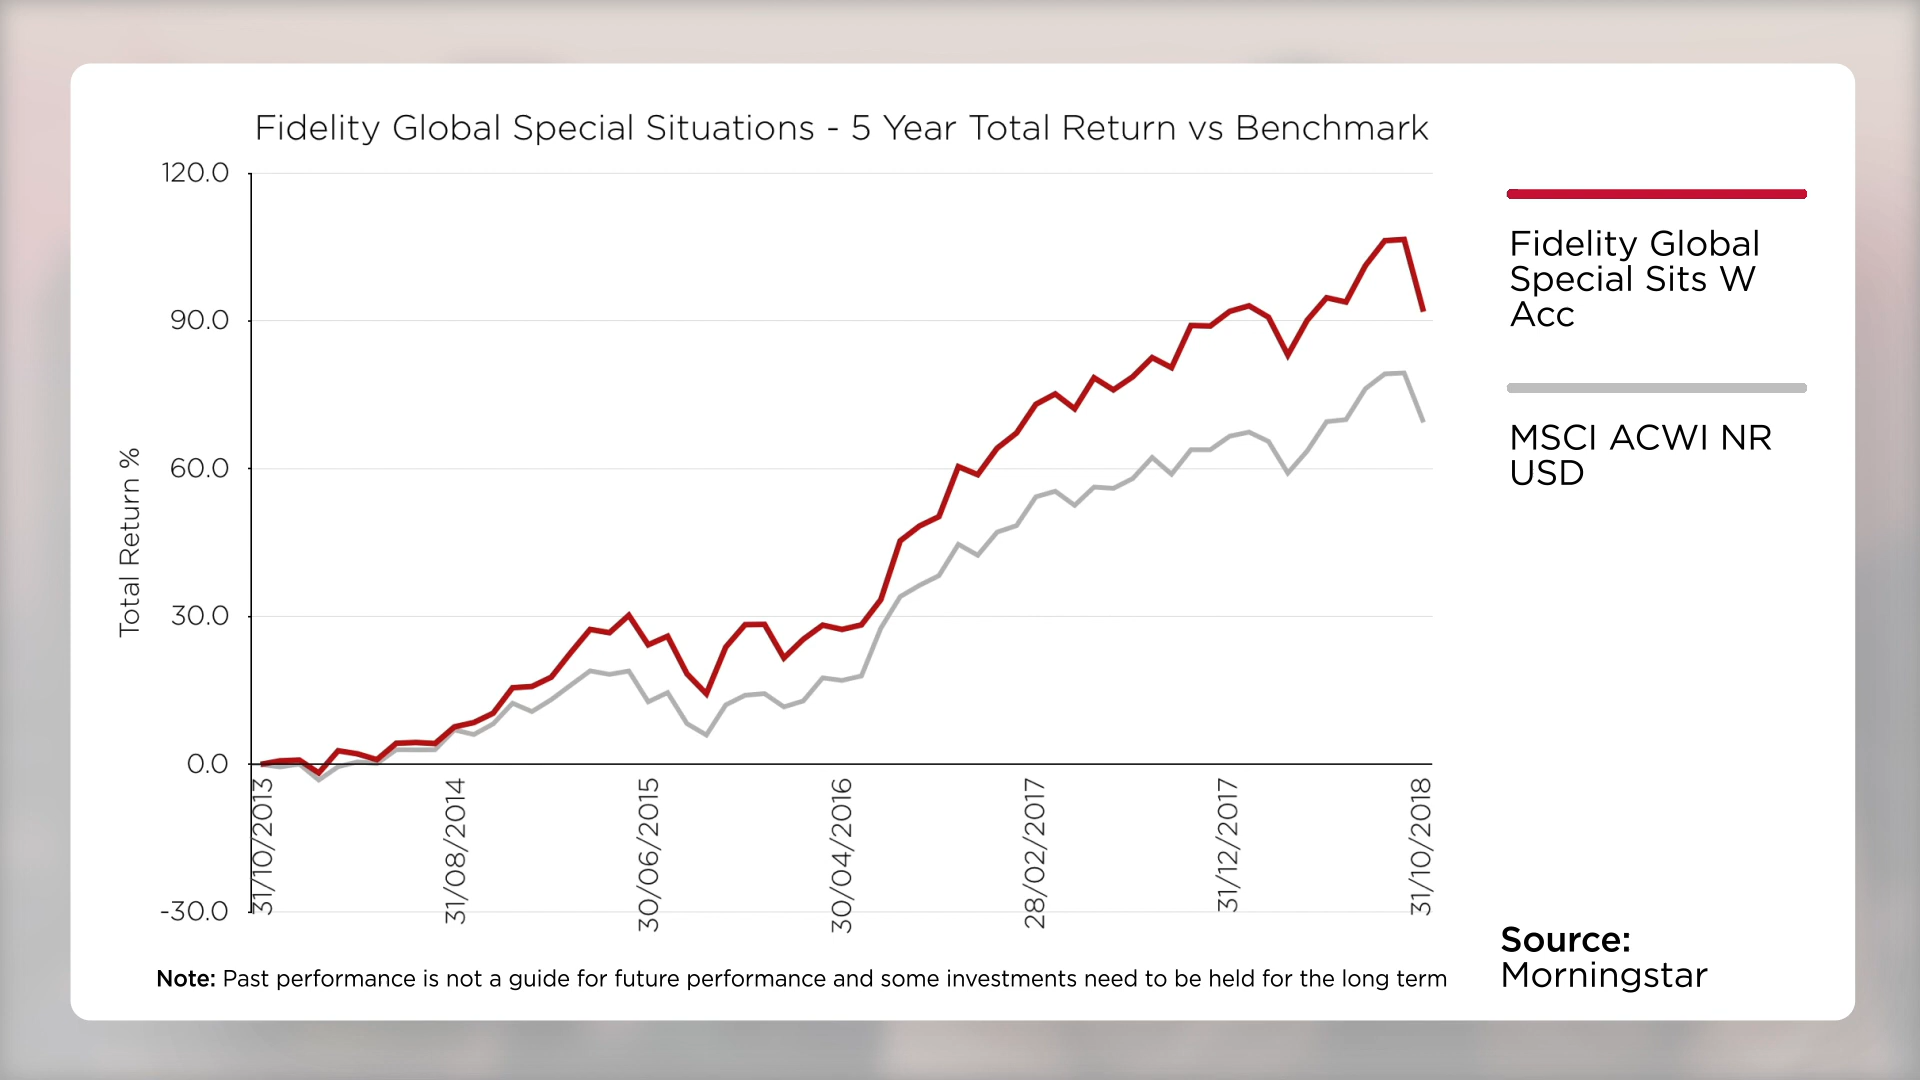 Fidelity Global Special Situations - 5 Year Total Return vs Benchmark
120.0
90.0
60.0
30.0
0.0
-30.0
Total Return %
31/10/2013
31/08/2014
30/06/2015
30/04/2016
28/02/2017
31/12/2017
31/10/2018
Fidelity Global
Special Sits W
Acc
MSCI ACWI NR
USD
Note: Past performance is not a guide for future performance and some investments need to be held for the long term
Source:
Morningstar